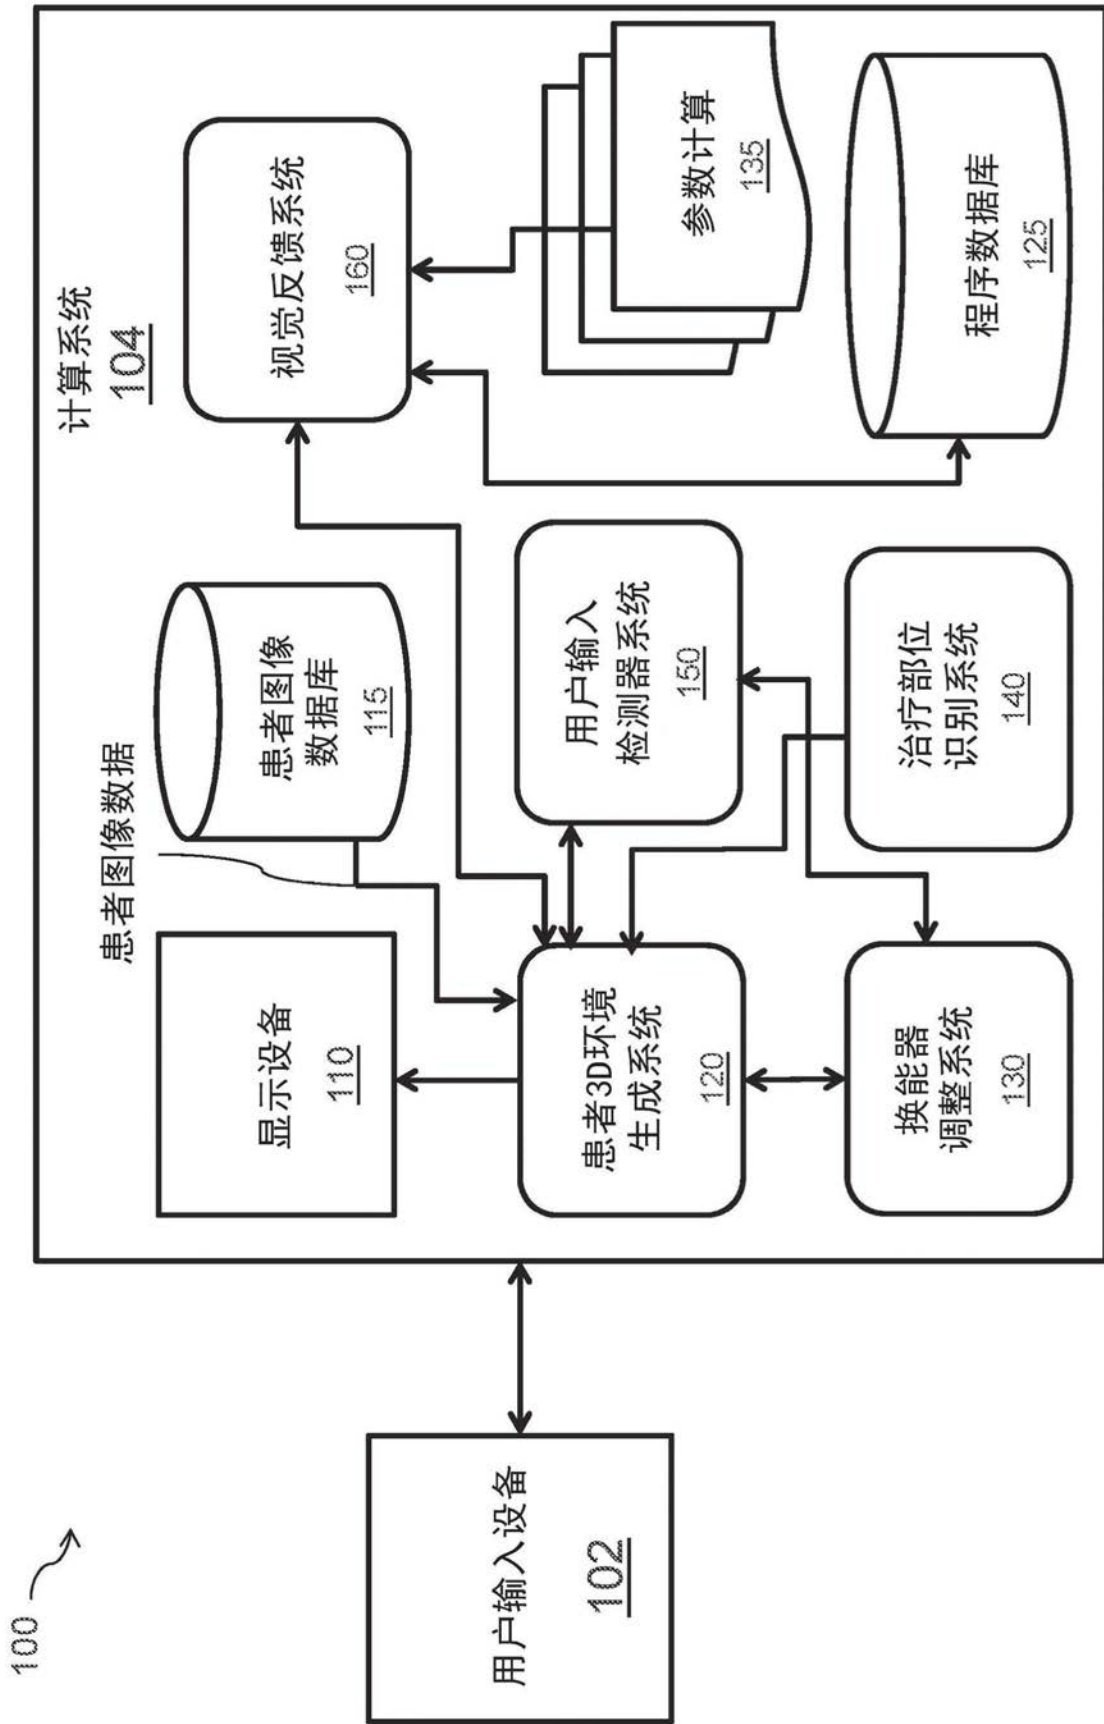 100
用户输入设备
102
计算系统
104
患者图像数据
显示设备
110
患者图像
数据库
115
视觉反馈系统
160
患者3D环境
生成系统
120
用户输入
检测器系统
150
参数计算
135
换能器
调整系统
130
治疗部位
识别系统
140
程序数据库
125